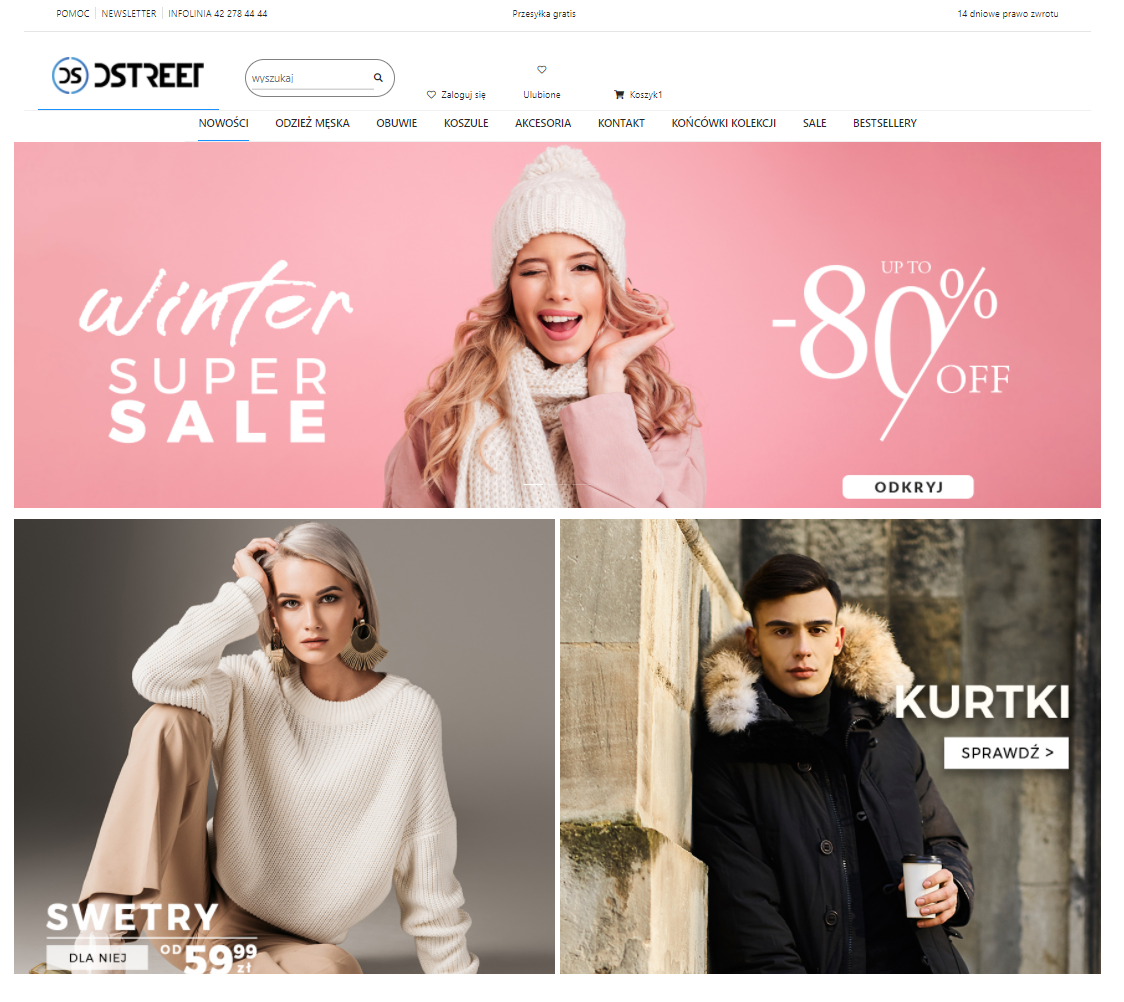 POMOC NEWSLETTER INFOLINIA 42 278 44 44 Przesyłka gratis 14 dniowe prawo zwrotu
DS DSTREET
wyszukaj
Zaloguj się Ulubione Koszyk1
NOWOŚCI ODZIEŻ MĘSKA OBUWIE KOSZULE AKCESORIA KONTAKT KOŃCÓWKI KOLEKCJI SALE BESTSELLERY
winter
SUPER
SALE
UP TO
-80%
OFF
ODKRYJ
KURTKI
SPRAWDŹ >
SWETRY
DLA NIEJ OD 5999 zł